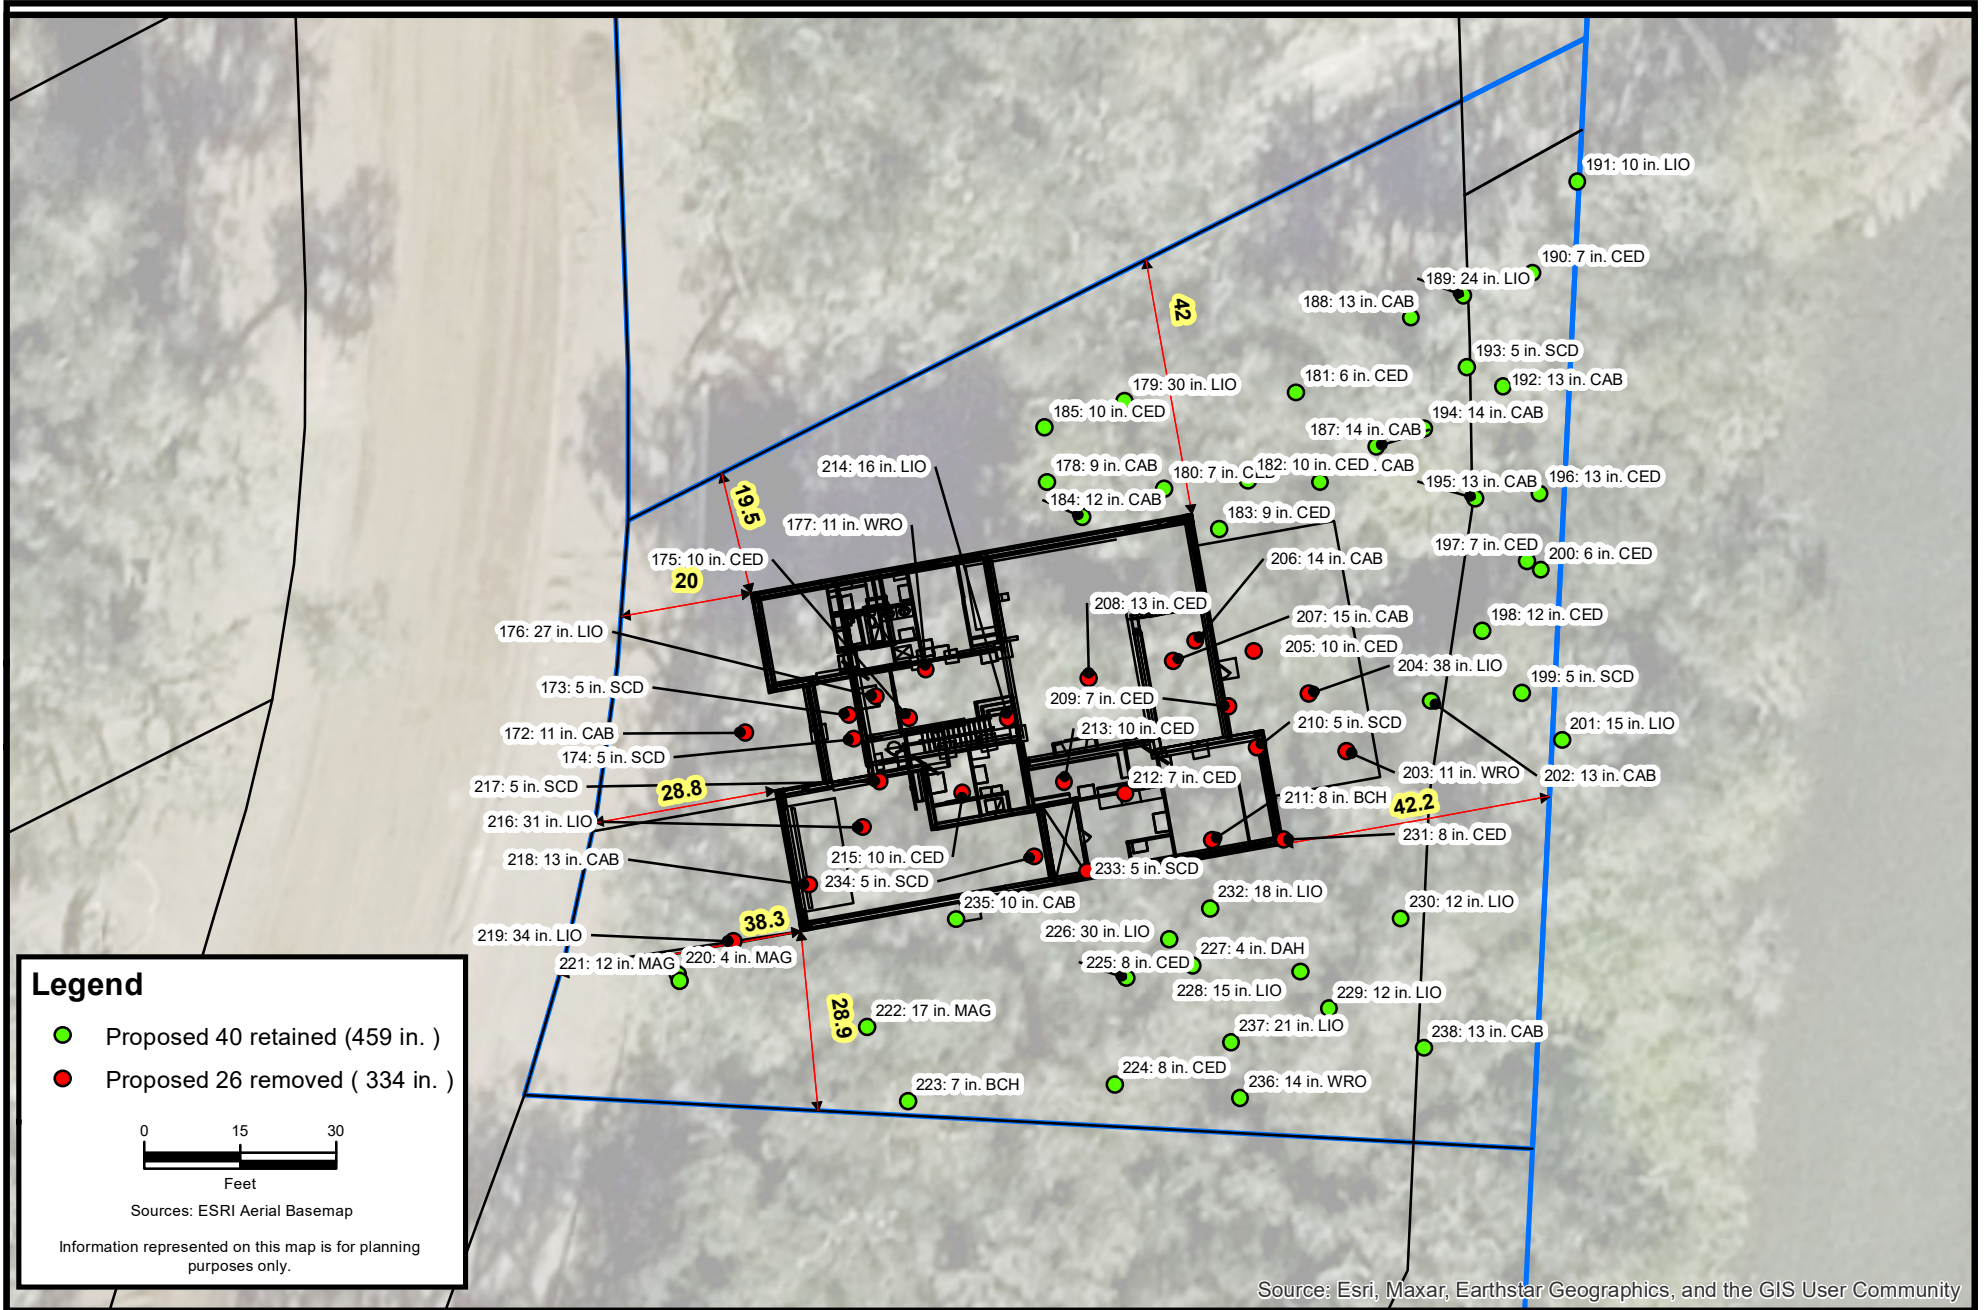 191: 10 in. LIO
190: 7 in. CED
189: 24 in. LIO
188: 13 in. CAB
42
193: 5 in. SCD
192: 13 in. CAB
181: 6 in. CED
179: 30 in. LIO
185: 10 in. CED
194: 14 in. CAB
187: 14 in. CAB
214: 16 in. LIO
178: 9 in. CAB
180: 7 in. CED
182: 10 in. CED
. CAB
195: 13 in. CAB
196: 13 in. CED
19.5
184: 12 in. CAB
183: 9 in. CED
177: 11 in. WRO
175: 10 in. CED
197: 7 in. CED
200: 6 in. CED
206: 14 in. CAB
20
208: 13 in. CED
207: 15 in. CAB
198: 12 in. CED
176: 27 in. LIO
205: 10 in. CED
204: 38 in. LIO
199: 5 in. SCD
173: 5 in. SCD
209: 7 in. CED
210: 5 in. SCD
201: 15 in. LIO
172: 11 in. CAB
213: 10 in. CED
174: 5 in. SCD
212: 7 in. CED
203: 11 in. WRO
202: 13 in. CAB
217: 5 in. SCD
28.8
211: 8 in. BCH
42.2
216: 31 in. LIO
231: 8 in. CED
218: 13 in. CAB
215: 10 in. CED
233: 5 in. SCD
234: 5 in. SCD
232: 18 in. LIO
235: 10 in. CAB
230: 12 in. LIO
38.3
219: 34 in. LIO
226: 30 in. LIO
227: 4 in. DAH
221: 12 in. MAG
220: 4 in. MAG
225: 8 in. CED
228: 15 in. LIO
229: 12 in. LIO
222: 17 in. MAG
28.9
237: 21 in. LIO
238: 13 in. CAB
224: 8 in. CED
223: 7 in. BCH
236: 14 in. WRO
Legend
Proposed 40 retained (459 in. )
Proposed 26 removed ( 334 in. )
0 15 30
Feet
Sources: ESRI Aerial Basemap
Information represented on this map is for planning
purposes only.
Source: Esri, Maxar, Earthstar Geographics, and the GIS User Community